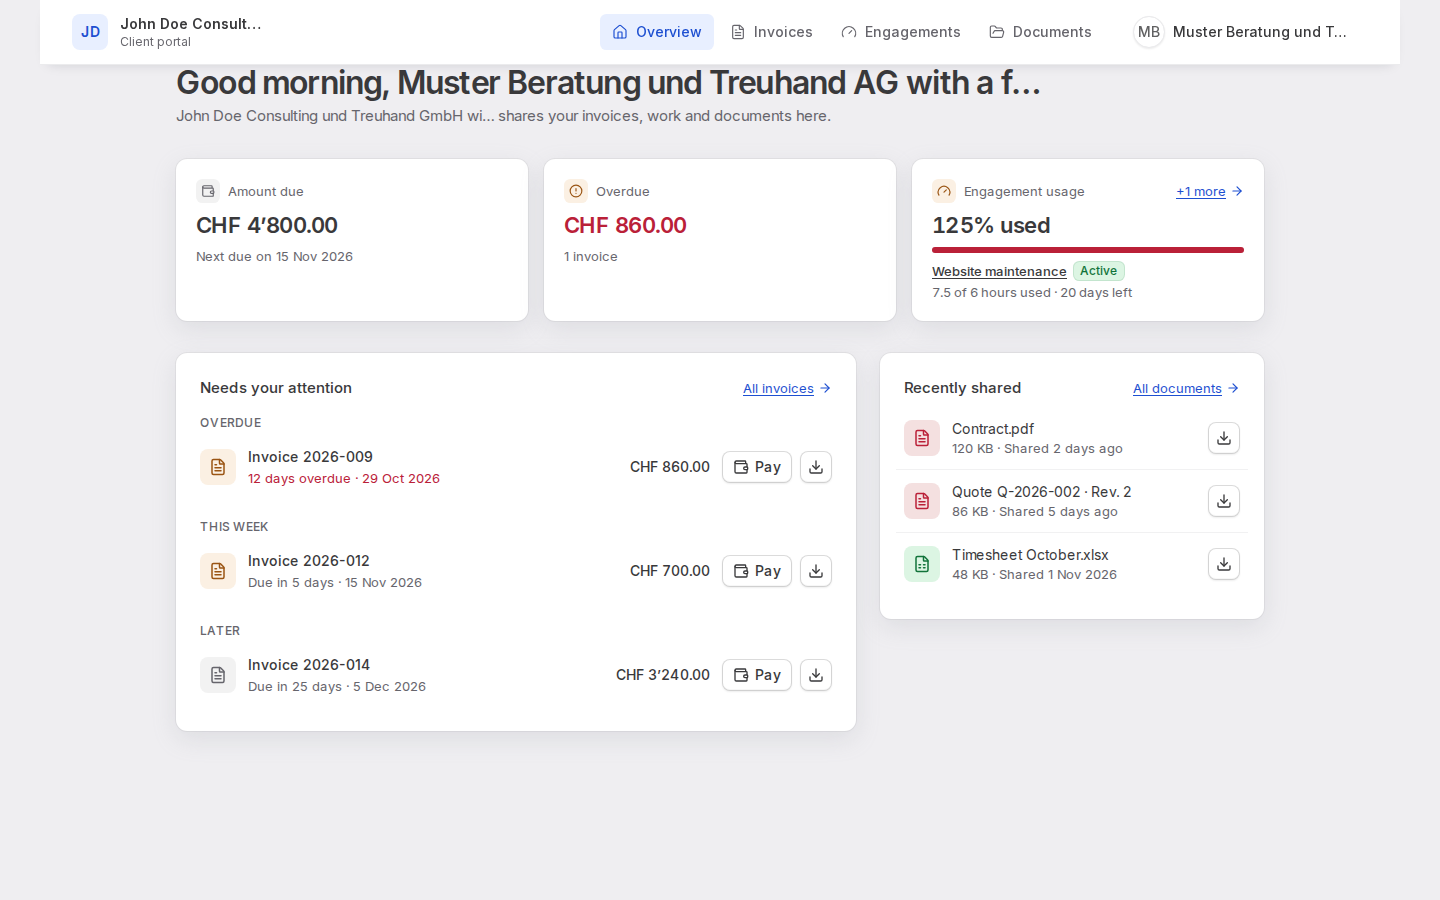 JD
John Doe Consult...
Client portal
Overview
Invoices
Engagements
Documents
MB
Muster Beratung und T...
Good morning, Muster Beratung und Treuhand AG with a f...
John Doe Consulting und Treuhand GmbH wi... shares your invoices, work and documents here.
Amount due
CHF 4’800.00
Next due on 15 Nov 2026
Overdue
CHF 860.00
1 invoice
Engagement usage
+1 more
125% used
Website maintenance Active
7.5 of 6 hours used · 20 days left
Needs your attention
All invoices
OVERDUE
Invoice 2026-009
12 days overdue · 29 Oct 2026
CHF 860.00
Pay
THIS WEEK
Invoice 2026-012
Due in 5 days · 15 Nov 2026
CHF 700.00
Pay
LATER
Invoice 2026-014
Due in 25 days · 5 Dec 2026
CHF 3’240.00
Pay
Recently shared
All documents
Contract.pdf
120 KB · Shared 2 days ago
Quote Q-2026-002 · Rev. 2
86 KB · Shared 5 days ago
Timesheet October.xlsx
48 KB · Shared 1 Nov 2026